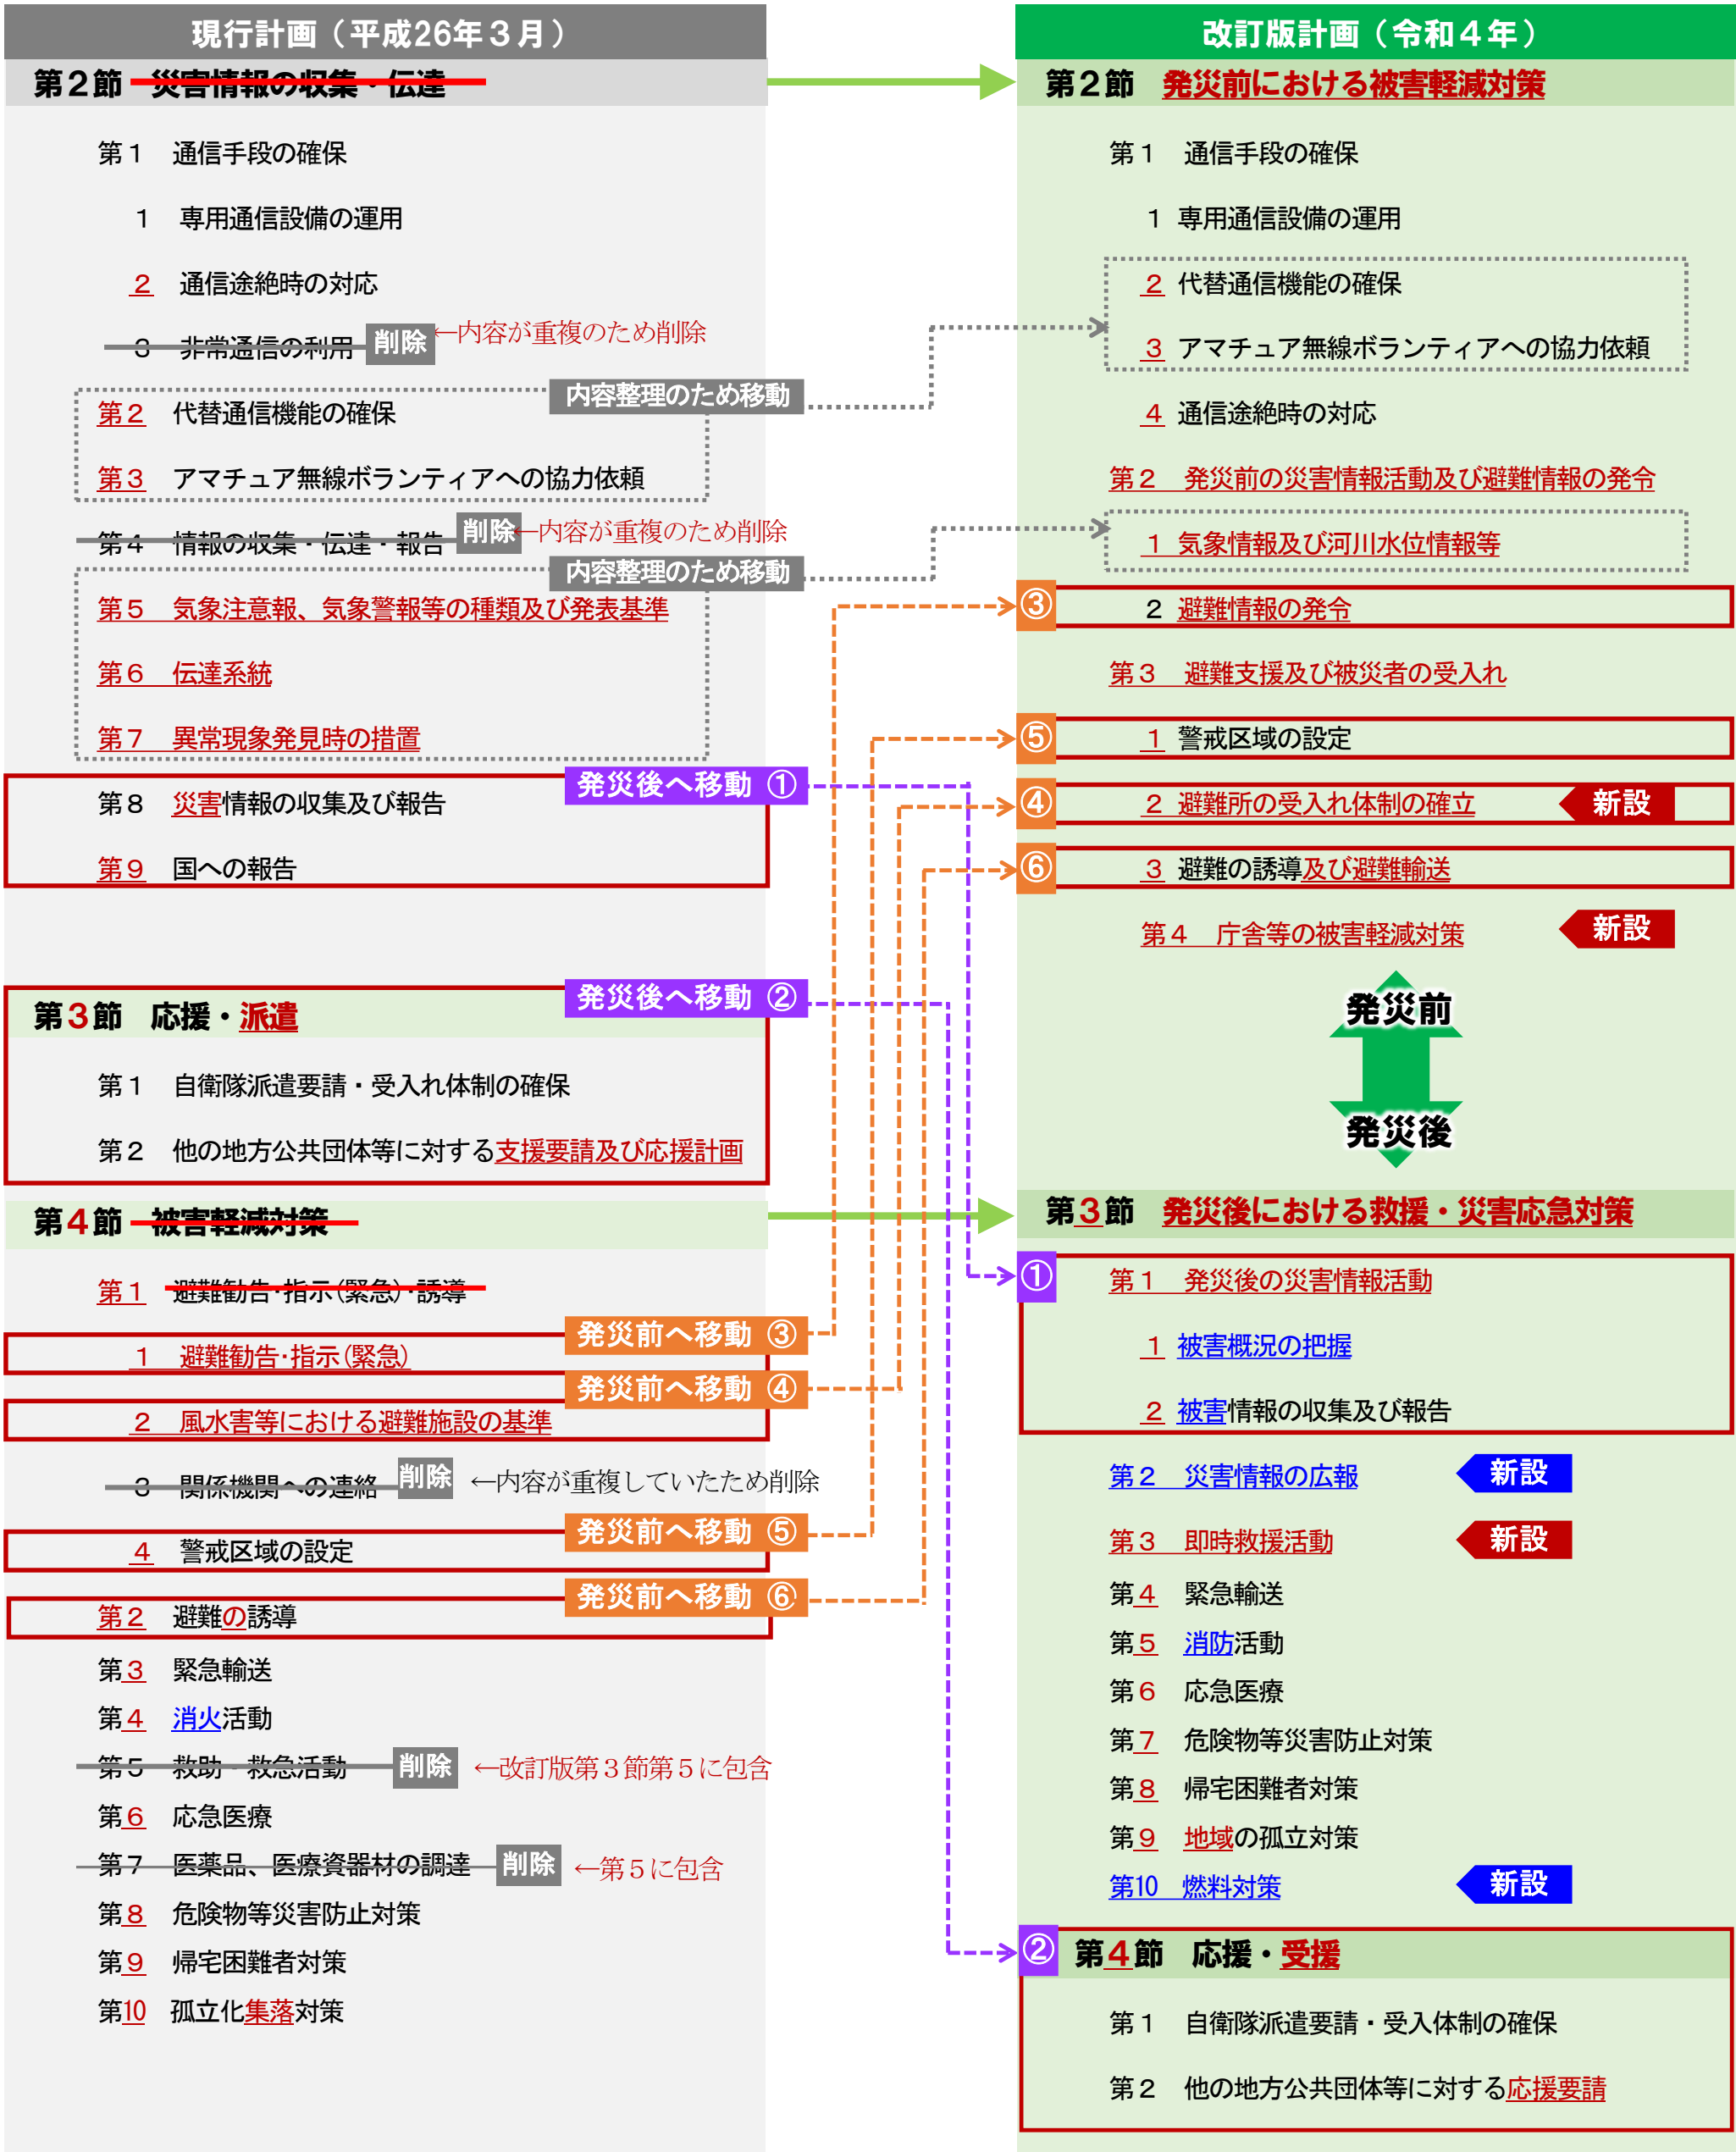 現行計画（平成26年３月）
第２節　災害情報の収集・伝達
第１　通信手段の確保
１　専用通信設備の運用
２　通信途絶時の対応
３　非常通信の利用　削除　←内容が重複のため削除
内容整理のため移動
第２　代替通信機能の確保
第３　アマチュア無線ボランティアへの協力依頼
第４　情報の収集・伝達・報告　削除　←内容が重複のため削除
内容整理のため移動
第５　気象注意報、気象警報等の種類及び発表基準
第６　伝達系統
第７　異常現象発見時の措置
発災後へ移動　①
第８　災害情報の収集及び報告
第９　国への報告
発災後へ移動　②
第３節　応援・派遣
第１　自衛隊派遣要請・受入れ体制の確保
第２　他の地方公共団体等に対する支援要請及び応援計画
第４節　被害軽減対策
第１　避難勧告･指示(緊急)･誘導
発災前へ移動　③
１　避難勧告･指示(緊急)
発災前へ移動　④
２　風水害等における避難施設の基準
３　関係機関への連絡　削除　←内容が重複していたため削除
発災前へ移動　⑤
４　警戒区域の設定
発災前へ移動　⑥
第２　避難の誘導
第３　緊急輸送
第４　消火活動
第５　救助・救急活動　削除　←改訂版第３節第５に包含
第６　応急医療
第７　医薬品、医療資器材の調達　削除　←第５に包含
第８　危険物等災害防止対策
第９　帰宅困難者対策
第10　孤立化集落対策
改訂版計画（令和４年）
第２節　発災前における被害軽減対策
第１　通信手段の確保
１　専用通信設備の運用
２　代替通信機能の確保
３　アマチュア無線ボランティアへの協力依頼
４　通信途絶時の対応
第２　発災前の災害情報活動及び避難情報の発令
１　気象情報及び河川水位情報等
③　２　避難情報の発令
第３　避難支援及び被災者の受入れ
⑤　１　警戒区域の設定
④　２　避難所の受入れ体制の確立　新設
⑥　３　避難の誘導及び避難輸送
第４　庁舎等の被害軽減対策　新設
発災前
発災後
第３節　発災後における救援・災害応急対策
①　第１　発災後の災害情報活動
１　被害概況の把握
２　被害情報の収集及び報告
第２　災害情報の広報　新設
第３　即時救援活動　新設
第４　緊急輸送
第５　消防活動
第６　応急医療
第７　危険物等災害防止対策
第８　帰宅困難者対策
第９　地域の孤立対策
第10　燃料対策　新設
②　第４節　応援・受援
第１　自衛隊派遣要請・受入体制の確保
第２　他の地方公共団体等に対する応援要請